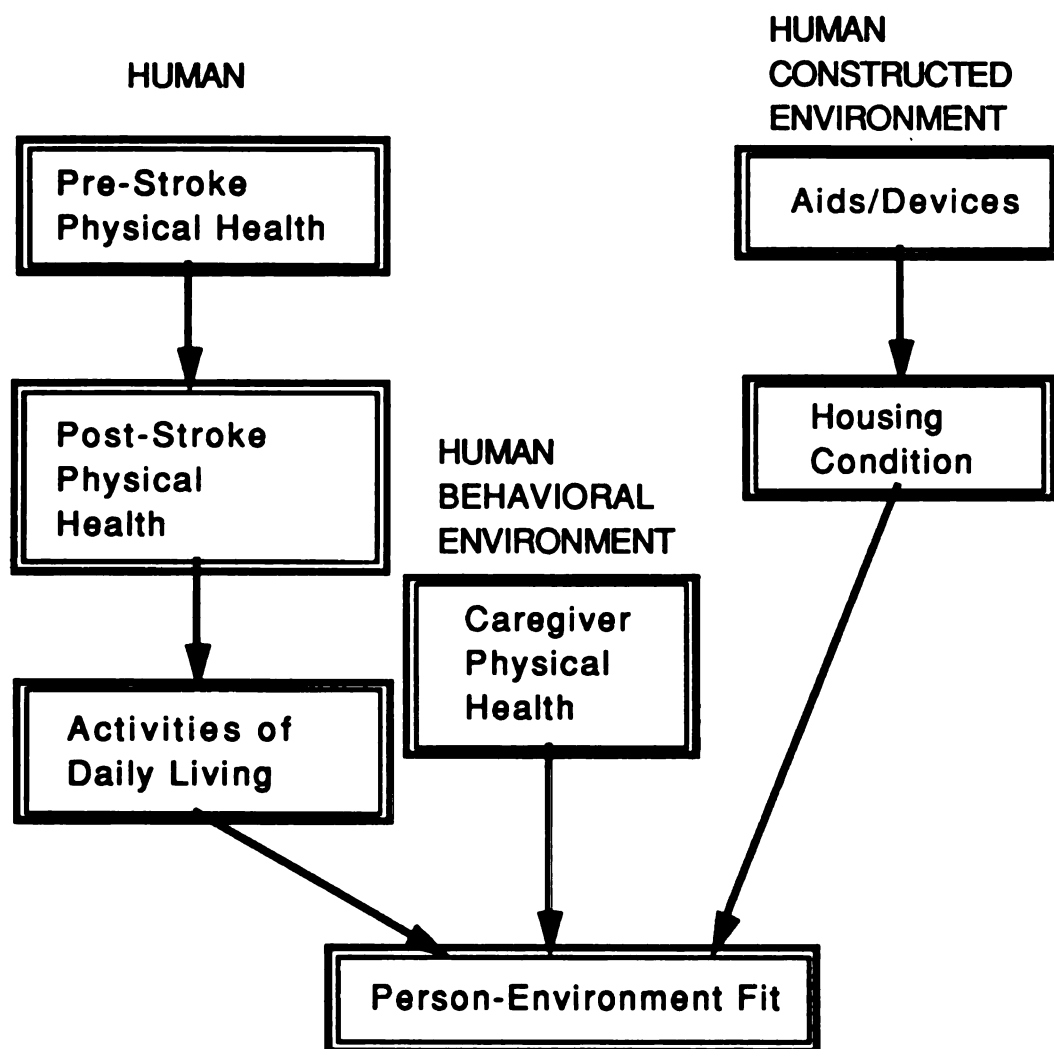 HUMAN
Pre-Stroke
Physical Health
Post-Stroke
Physical
Health
Activities of
Daily Living
HUMAN
BEHAVIORAL
ENVIRONMENT
Caregiver
Physical
Health
HUMAN
CONSTRUCTED
ENVIRONMENT
Aids/Devices
Housing
Condition
Person-Environment Fit